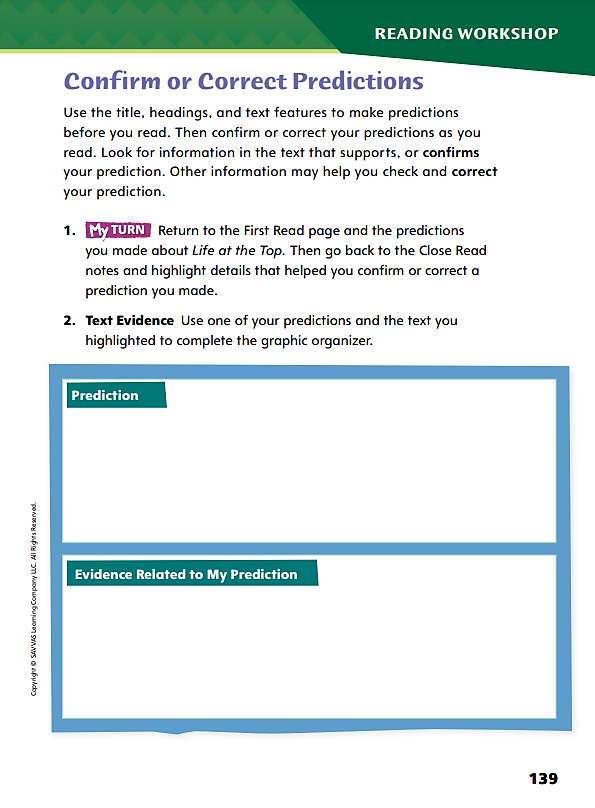 READING WORKSHOP
Confirm or Correct Predictions
Use the title, headings, and text features to make predictions
before you read. Then confirm or correct your predictions as you
read. Look for information in the text that supports, or confirms
your prediction. Other information may help you check and correct
your prediction.
1. My TURN Return to the First Read page and the predictions
you made about Life at the Top. Then go back to the Close Read
notes and highlight details that helped you confirm or correct a
prediction you made.
2. Text Evidence Use one of your predictions and the text you
highlighted to complete the graphic organizer.
Prediction
Evidence Related to My Prediction
Copyright © SAVVAS Learning Company LLC. All Rights Reserved.
139